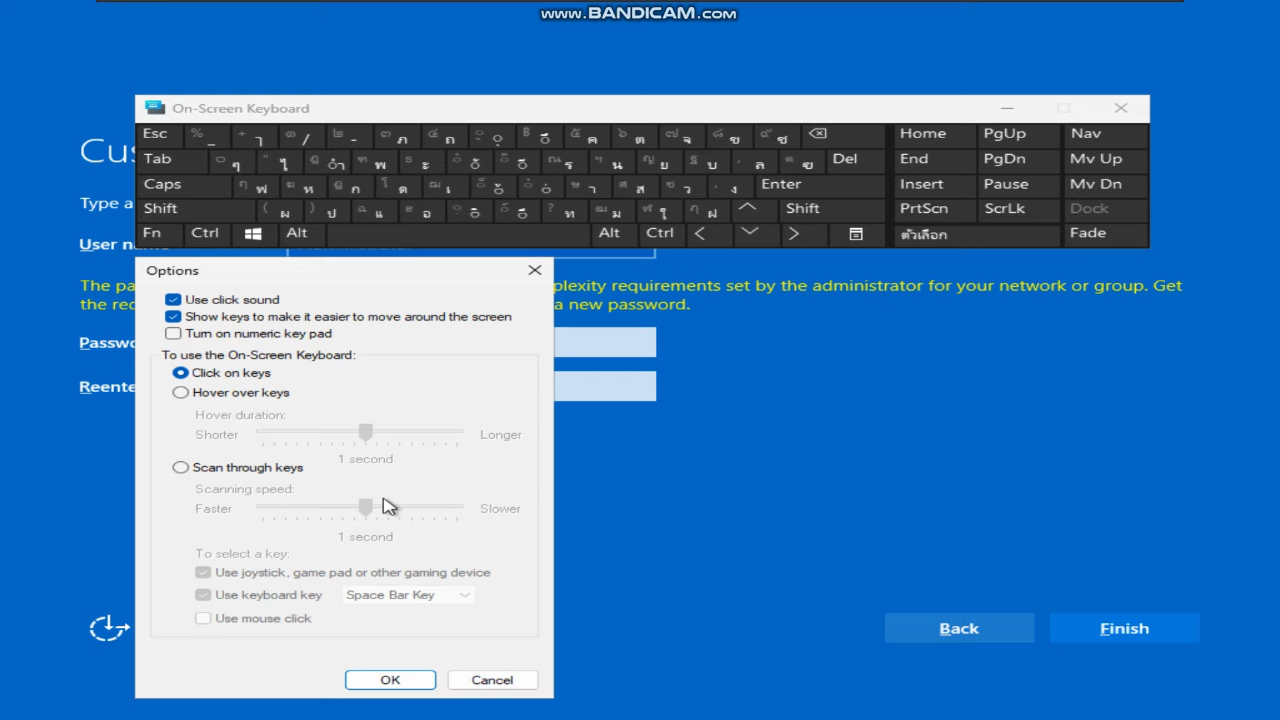 www.BANDICAM.com
On-Screen Keyboard
Esc Home PgUp Nav
Tab Del End PgDn Mv Up
Caps Enter Insert Pause Mv Dn
Shift Shift PrtScn ScrLk Dock
Fn Ctrl Alt Alt Ctrl ตัวเลือก Fade
Cus
Type a
User n
The pa plexity requirements set by the administrator for your network or group. Get
the rec a new password.
Passwo
Reente
Options
Use click sound
Show keys to make it easier to move around the screen
Turn on numeric key pad
To use the On-Screen Keyboard:
Click on keys
Hover over keys
Hover duration:
Shorter Longer
1 second
Scan through keys
Scanning speed:
Faster Slower
1 second
To select a key:
Use joystick, game pad or other gaming device
Use keyboard key Space Bar Key
Use mouse click
OK Cancel
Back Finish